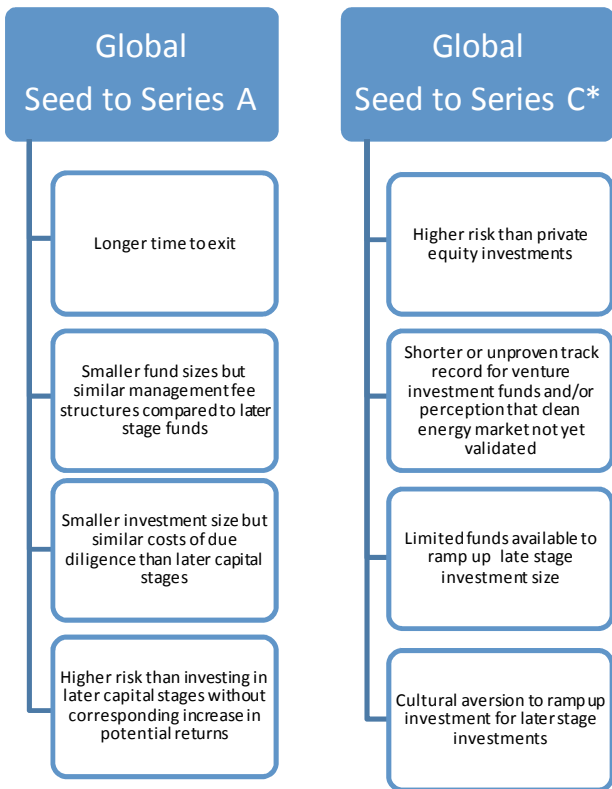 Global
Seed to Series A
Longer time to exit
Smaller fund sizes but
similar management fee
structures compared to later
stage funds
Smaller investment size but
similar costs of due
diligence than later capital
stages
Higher risk than investing in
later capital stages without
corresponding increase in
potential returns
Global
Seed to Series C*
Higher risk than private
equity investments
Shorter or unproven track
record for venture
investment funds and/or
perception that clean
energy market not yet
validated
Limited funds available to
ramp up late stage
investment size
Cultural aversion to ramp up
investment for later stage
investments